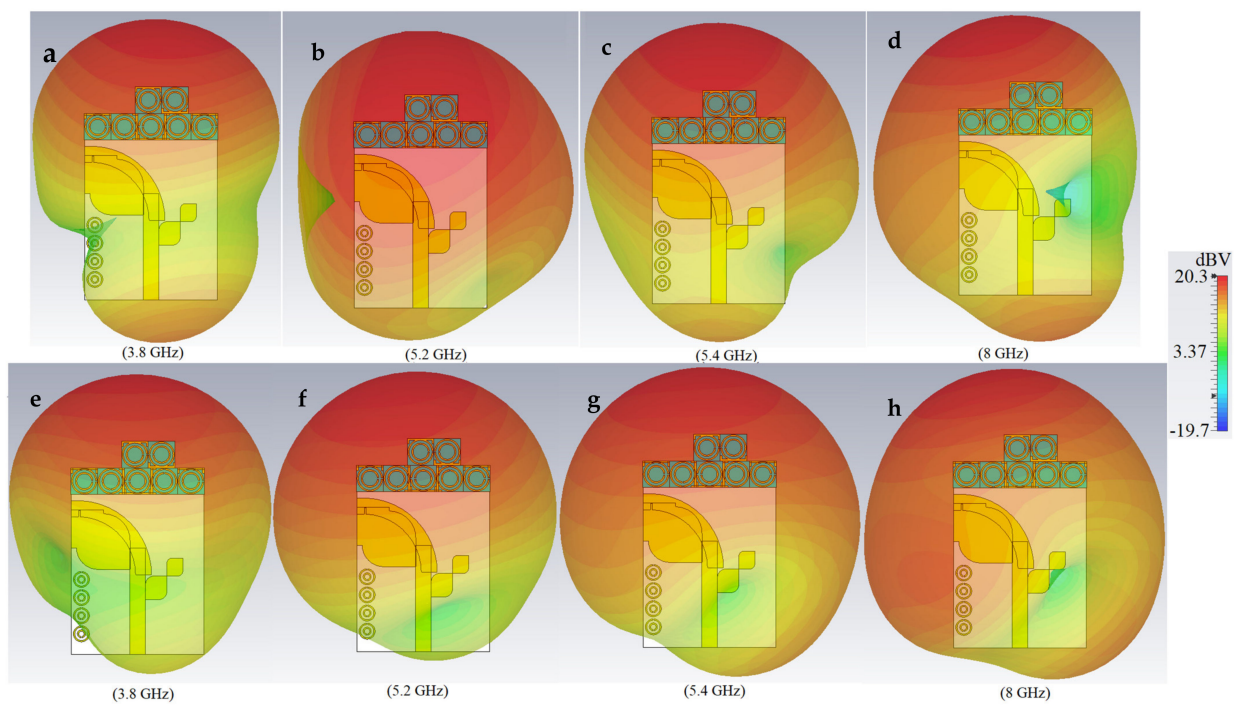 a
b
c
d
(3.8 GHz)
(5.2 GHz)
(5.4 GHz)
(8 GHz)
dBV
20.3
3.37
-19.7
e
f
g
h
(3.8 GHz)
(5.2 GHz)
(5.4 GHz)
(8 GHz)